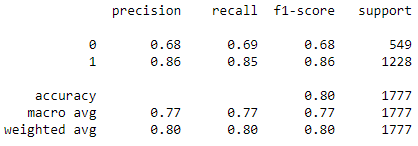 precision recall f1-score support
0 0.68 0.69 0.68 549
1 0.86 0.85 0.86 1228
accuracy 0.80 1777
macro avg 0.77 0.77 0.77 1777
weighted avg 0.80 0.80 0.80 1777